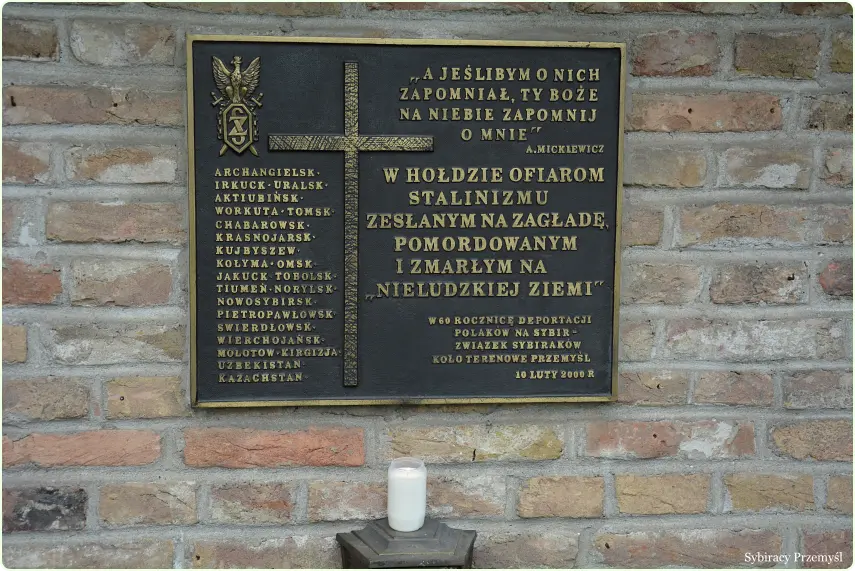 „A JEŚLIBYM O NICH
ZAPOMNIAŁ, TY BOŻE
NA NIEBIE ZAPOMNIJ
O MNIE"
A. MICKIEWICZ
W HOŁDZIE OFIAROM
STALINIZMU
ZESŁANYM NA ZAGŁADĘ,
POMORDOWANYM
I ZMARŁYM NA
„NIELUDZKIEJ ZIEMI"
W 60 ROCZNICĘ DEPORTACJI
POLAKÓW NA SYBIR-
ZWIĄZEK SYBIRAKÓW
KOŁO TERENOWE PRZEMYŚL
10 LUTY 2000 R
ARCHANGIELSK·
IRKUCK·URALSK·
AKTIUBIŃSK·
WORKUTA·TOMSK·
CHABAROWSK·
KRASNOJARSK·
KUJBYSZEW·
KOŁYMA·OMSK·
JAKUCK·TOBOLSK·
TIUMEŃ·NORYLSK·
NOWOSYBIRSK·
PIETROPAWŁOWSK·
SWIERDŁOWSK·
WIERCHOJAŃSK·
MOŁOTOW·KIRGIZJA·
UZBEKISTAN·
KAZACHSTAN·
Sybiracy Przemyśl